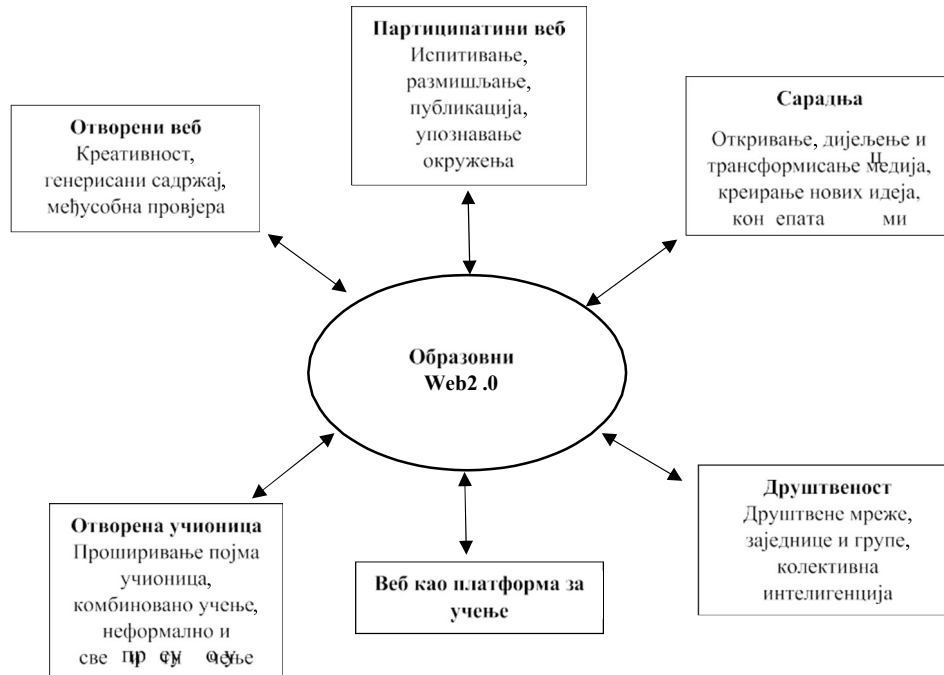 Партиципатини веб
Испитивање,
размишљање,
публикација,
упознавање
окружења
Отворени веб
Креативност,
генерисани садржај,
међусобна провјера
Сарадња
Откривање, дијељење и
трансформисање медија,
креирање нових идеја,
Образовни
Web2 .0
Отворена учионица
Проширивање појма
учионица,
комбиновано учење,
неформално и
Веб као платформа за
учење
Друштвеност
Друштвене мреже,
заједнице и групе,
колективна
интелигенција